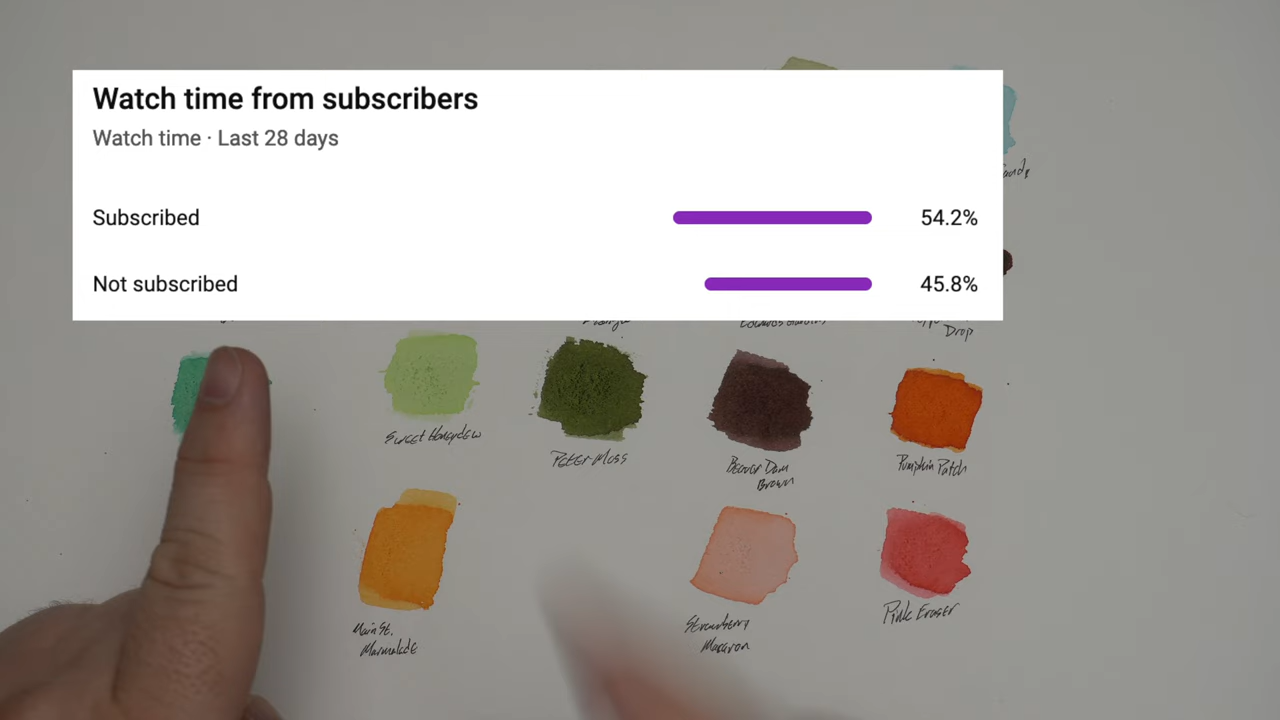 Watch time from subscribers
Watch time · Last 28 days
Subscribed 54.2%
Not subscribed 45.8%
Drop
Sweet Honeydew
Peter Moss
Beaver Dam
Brown
Pumpkin Patch
Main St.
Marmalade
Strawberry
Macaron
Pink Eraser